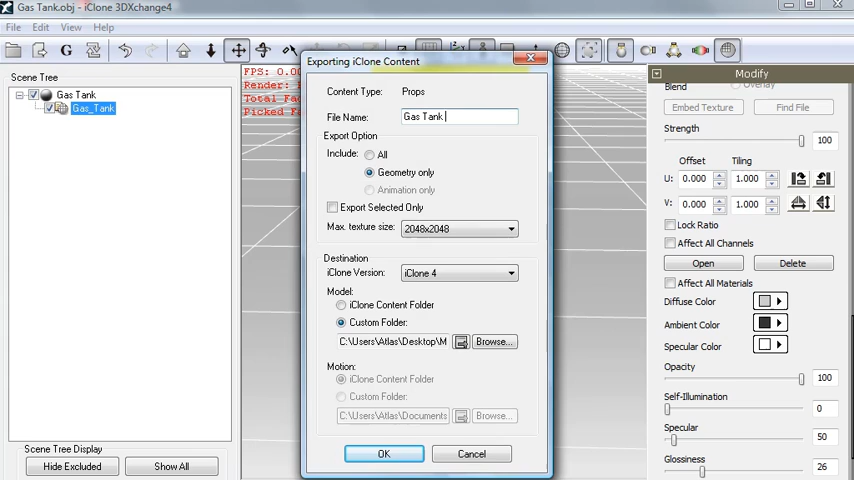 Gas Tank.obj - iClone 3DXchange4
File Edit View Help
G
Scene Tree
Gas Tank
Gas_Tank
Scene Tree Display
Hide Excluded
Show All
FPS: 0.00
Exporting iClone Content
Content Type: Props
File Name: Gas Tank
Export Option
Include: All
Geometry only
Animation only
Export Selected Only
Max. texture size: 2048x2048
Destination
iClone Version: iClone 4
Model:
iClone Content Folder
Custom Folder:
C:\Users\Atlas\Desktop\M Browse...
Motion:
iClone Content Folder
Custom Folder:
C:\Users\Atlas\Documents Browse...
OK Cancel
Modify
Blend Overlay
Embed Texture Find File
Strength
100
Offset Tiling
U: 0.000 1.000
V: 0.000 1.000
Lock Ratio
Affect All Channels
Open Delete
Affect All Materials
Diffuse Color
Ambient Color
Specular Color
Opacity
100
Self-Illumination
0
Specular
50
Glossiness
26